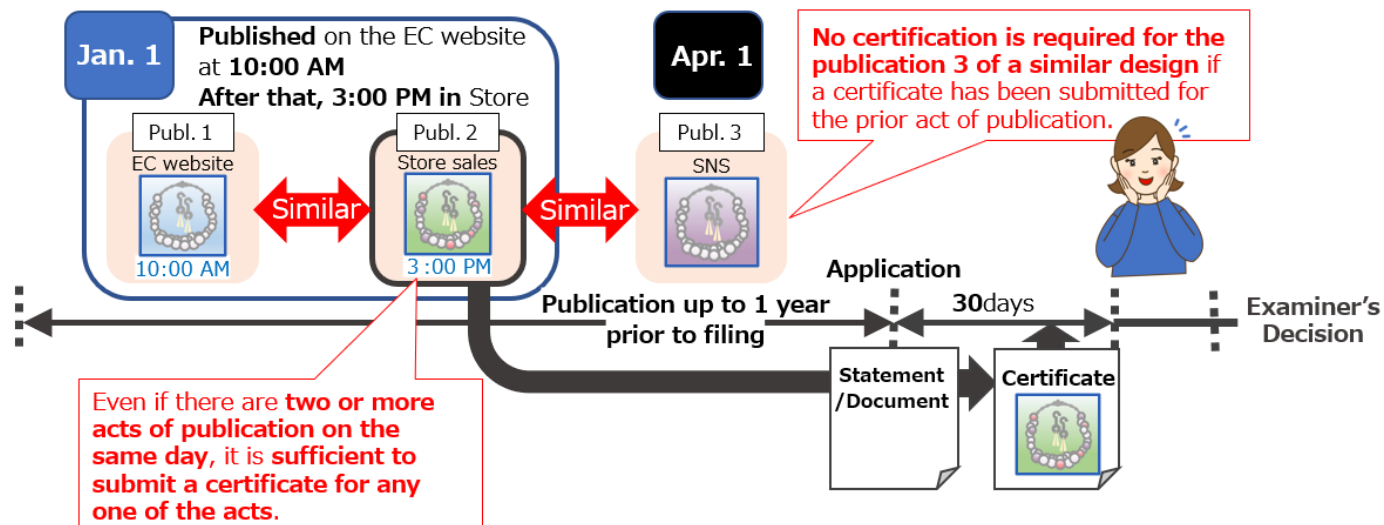 Jan. 1
Published on the EC website
at 10:00 AM
After that, 3:00 PM in Store
Publ. 1
EC website
10:00 AM
Similar
Publ. 2
Store sales
3 :00 PM
Similar
Apr. 1
Publ. 3
SNS
No certification is required for the
publication 3 of a similar design if
a certificate has been submitted for
the prior act of publication.
Publication up to 1 year
prior to filing
Application
30days
Examiner's
Decision
Statement
/Document
Certificate
Even if there are two or more
acts of publication on the
same day, it is sufficient to
submit a certificate for any
one of the acts.